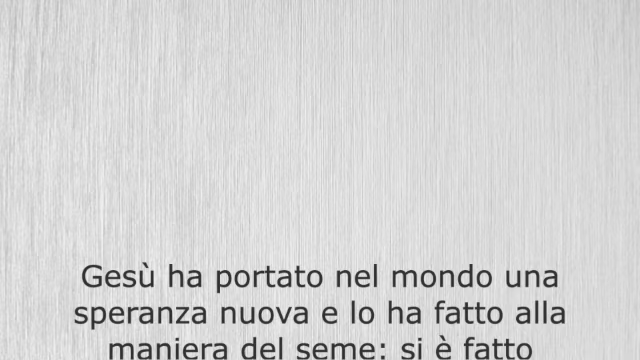 Gesù ha portato nel mondo una
speranza nuova e lo ha fatto alla
maniera del seme: si è fatto